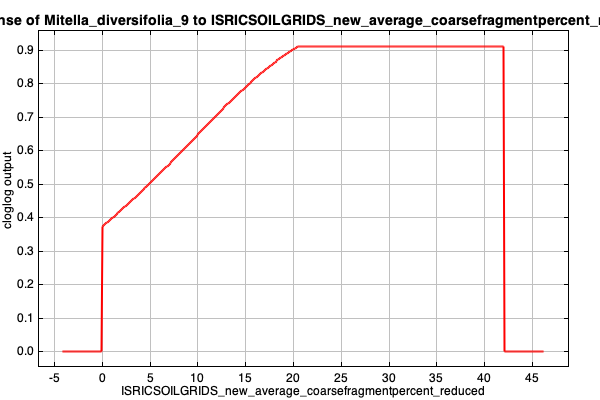 nse of Mitella_diversifolia_9 to ISRICSOILGRIDS_new_average_coarsefragmentpercent_r
cloglog output
0.9
0.8
0.7
0.6
0.5
0.4
0.3
0.2
0.1
0.0
-5 0 5 10 15 20 25 30 35 40 45
ISRICSOILGRIDS_new_average_coarsefragmentpercent_reduced